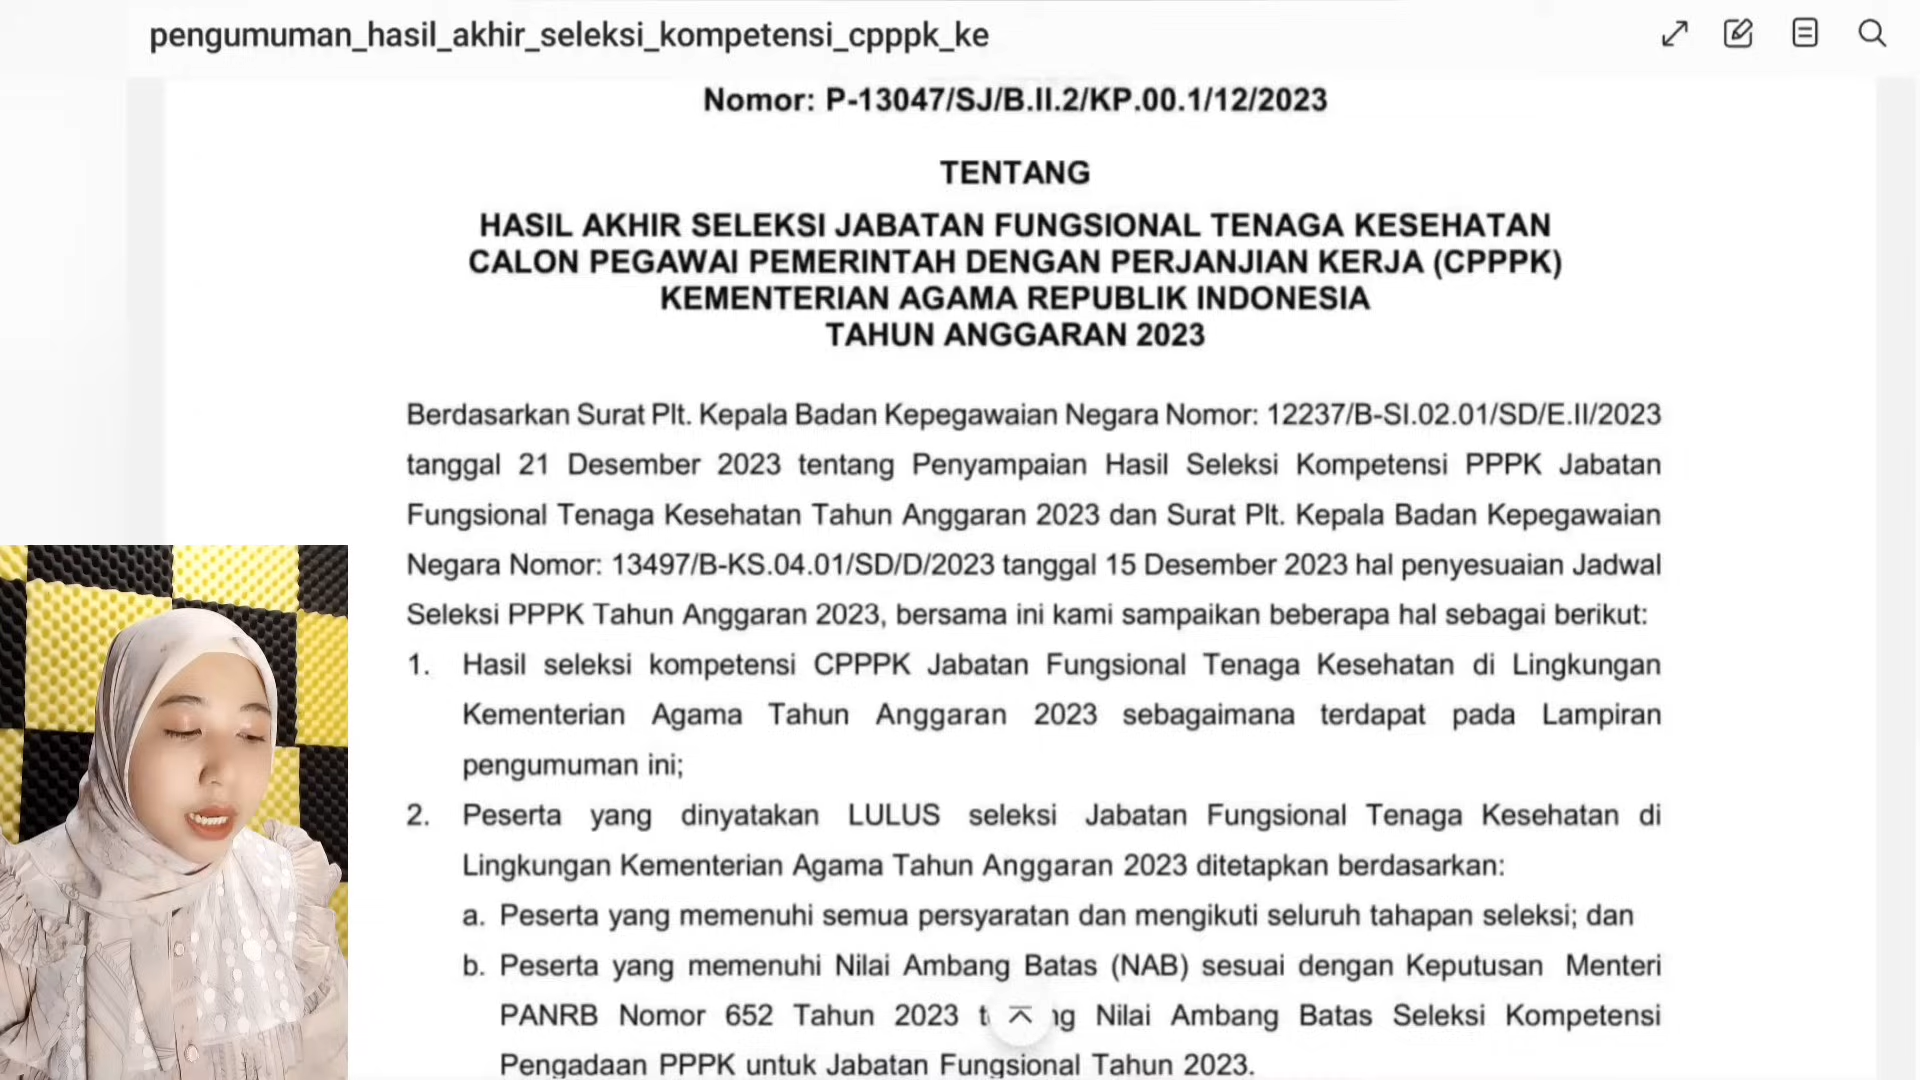 pengumuman_hasil_akhir_seleksi_kompetensi_cpppk_ke
Nomor: P-13047/SJ/B.II.2/KP.00.1/12/2023
TENTANG
HASIL AKHIR SELEKSI JABATAN FUNGSIONAL TENAGA KESEHATAN
CALON PEGAWAI PEMERINTAH DENGAN PERJANJIAN KERJA (CPPPK)
KEMENTERIAN AGAMA REPUBLIK INDONESIA
TAHUN ANGGARAN 2023
Berdasarkan Surat Plt. Kepala Badan Kepegawaian Negara Nomor: 12237/B-SI.02.01/SD/E.II/2023
tanggal 21 Desember 2023 tentang Penyampaian Hasil Seleksi Kompetensi PPPK Jabatan
Fungsional Tenaga Kesehatan Tahun Anggaran 2023 dan Surat Plt. Kepala Badan Kepegawaian
Negara Nomor: 13497/B-KS.04.01/SD/D/2023 tanggal 15 Desember 2023 hal penyesuaian Jadwal
Seleksi PPPK Tahun Anggaran 2023, bersama ini kami sampaikan beberapa hal sebagai berikut:
1. Hasil seleksi kompetensi CPPPK Jabatan Fungsional Tenaga Kesehatan di Lingkungan
Kementerian Agama Tahun Anggaran 2023 sebagaimana terdapat pada Lampiran
pengumuman ini;
2. Peserta yang dinyatakan LULUS seleksi Jabatan Fungsional Tenaga Kesehatan di
Lingkungan Kementerian Agama Tahun Anggaran 2023 ditetapkan berdasarkan:
a. Peserta yang memenuhi semua persyaratan dan mengikuti seluruh tahapan seleksi; dan
b. Peserta yang memenuhi Nilai Ambang Batas (NAB) sesuai dengan Keputusan Menteri
PANRB Nomor 652 Tahun 2023 Nilai Ambang Batas Seleksi Kompetensi
Pengadaan PPPK untuk Jabatan Fungsional Tahun 2023.